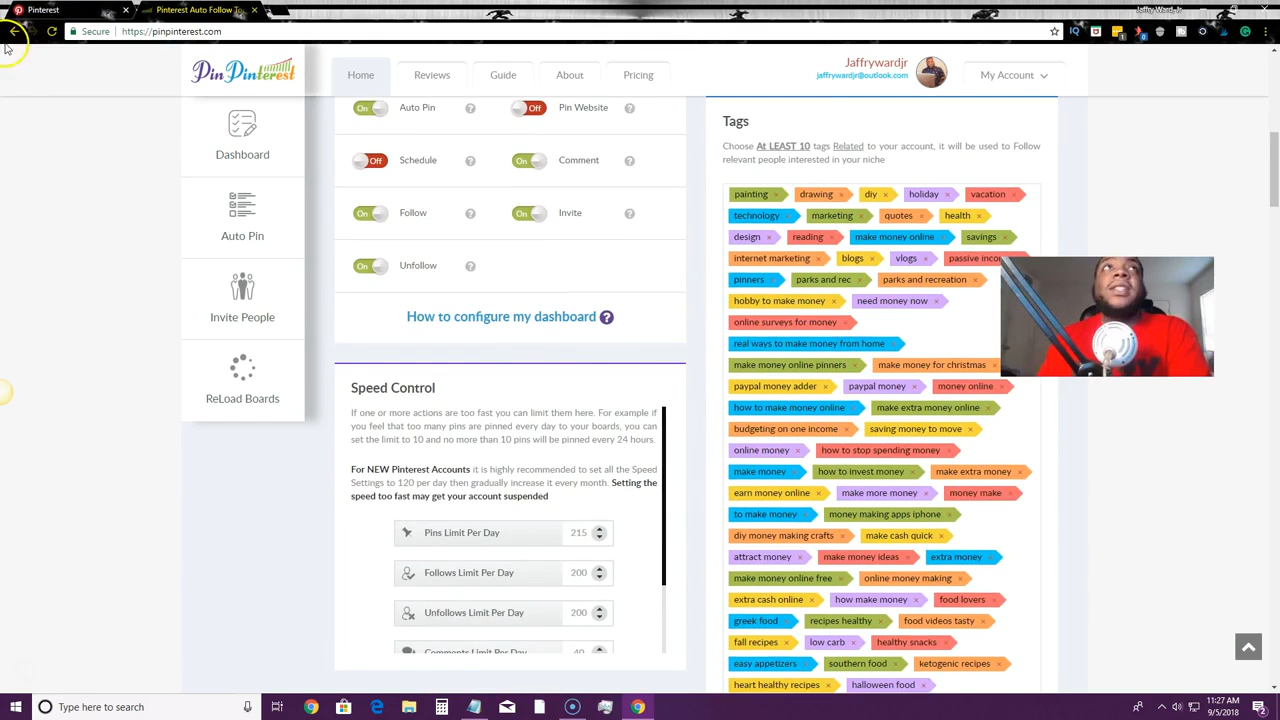 Pinterest
Pinterest Auto Follow To
Jaffy Ward Jr
Secure
https://pinpinterest.com
PinPinterest
Home
Reviews
Guide
About
Pricing
Jaffrywardjr
jaffrywardjr@outlook.com
My Account
Dashboard
Auto Pin
Invite People
ReLoad Boards
On Auto Pin ? Off Pin Website ?
Off Schedule ? On Comment ?
On Follow ? On Invite ?
On Unfollow ?
How to configure my dashboard ?
Speed Control
If one or more actions are too fast you can limit them here. For example if
you feel that too many pins are pinned every day to your boards, you can
set the limit to 10 and no more than 10 pins will be pinned every 24 hours.
For NEW Pinterest Accounts it is highly recommended to set all the Speed
Settings to 120 per day then gradually increase it every month. Setting the
speed too fast may get your account suspended
Pins Limit Per Day 215
Follows Limit Per Day 200
Unfollows Limit Per Day 200
Comments Limit Per Day 40
Tags
Choose At LEAST 10 tags Related to your account, it will be used to Follow
relevant people interested in your niche
painting × drawing × diy × holiday × vacation ×
technology × marketing × quotes × health ×
design × reading × make money online × savings ×
internet marketing × blogs × vlogs × passive incom
pinners × parks and rec × parks and recreation ×
hobby to make money × need money now ×
online surveys for money ×
real ways to make money from home ×
make money online pinners × make money for christmas ×
paypal money adder × paypal money × money online ×
how to make money online × make extra money online ×
budgeting on one income × saving money to move ×
online money × how to stop spending money ×
make money × how to invest money × make extra money ×
earn money online × make more money × money make ×
to make money × money making apps iphone ×
diy money making crafts × make cash quick ×
attract money × make money ideas × extra money ×
make money online free × online money making ×
extra cash online × how make money × food lovers ×
greek food × recipes healthy × food videos tasty ×
fall recipes × low carb × healthy snacks ×
easy appetizers × southern food × ketogenic recipes ×
heart healthy recipes × halloween food ×
Type here to search
11:27 AM
9/5/2018